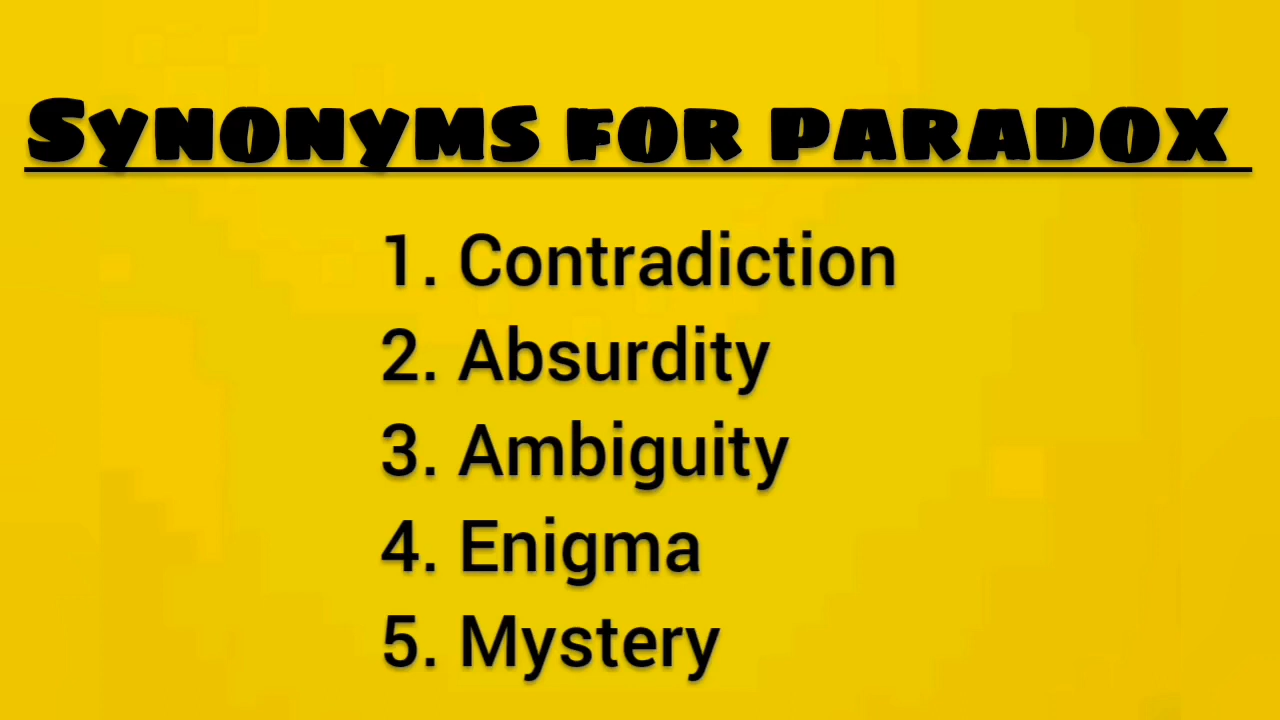 Synonyms for paradox
1. Contradiction
2. Absurdity
3. Ambiguity
4. Enigma
5. Mystery